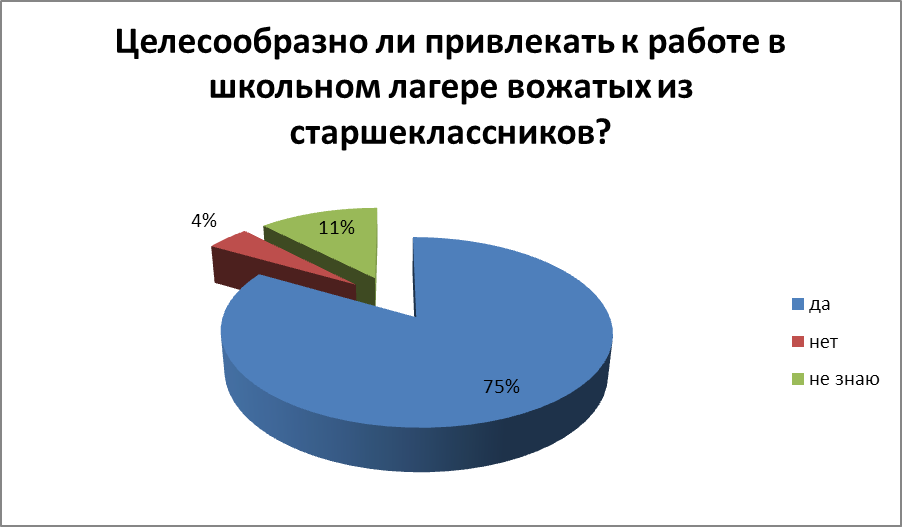 Целесообразно ли привлекать к работе в
школьном лагере вожатых из
старшеклассников?
4%
11%
75%
да
нет
не знаю